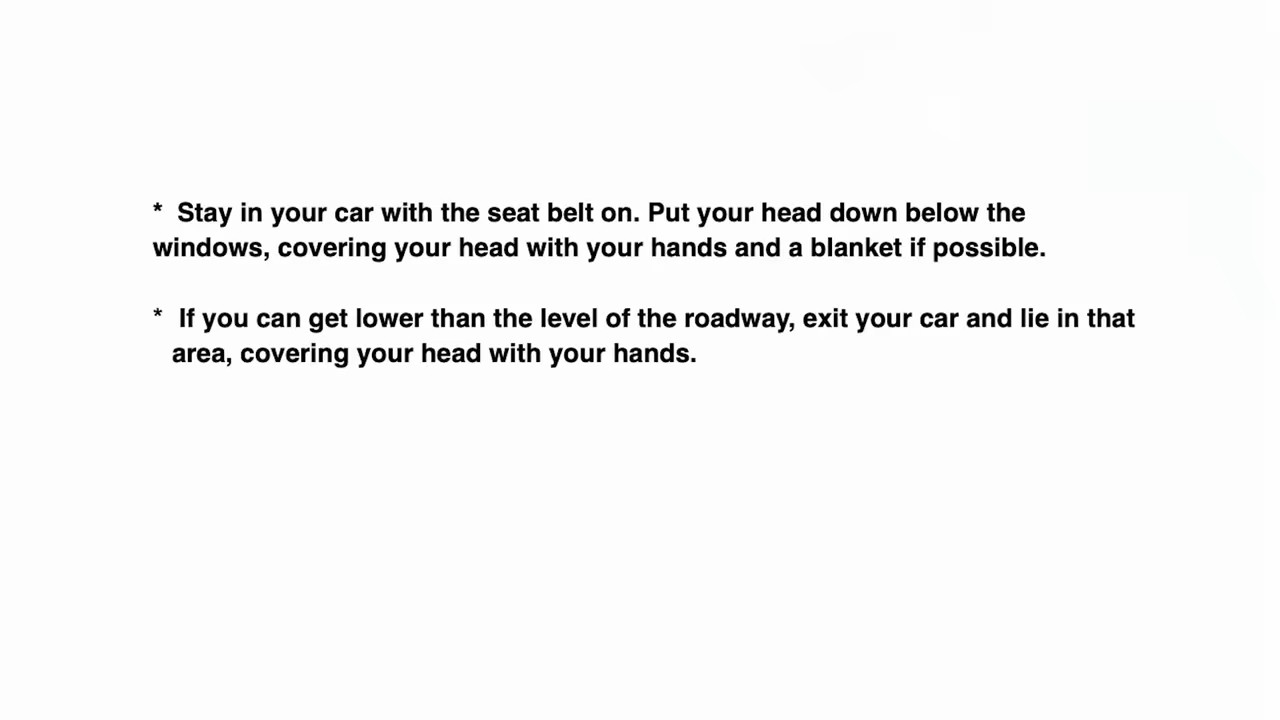 * Stay in your car with the seat belt on. Put your head down below the
windows, covering your head with your hands and a blanket if possible.
* If you can get lower than the level of the roadway, exit your car and lie in that
area, covering your head with your hands.